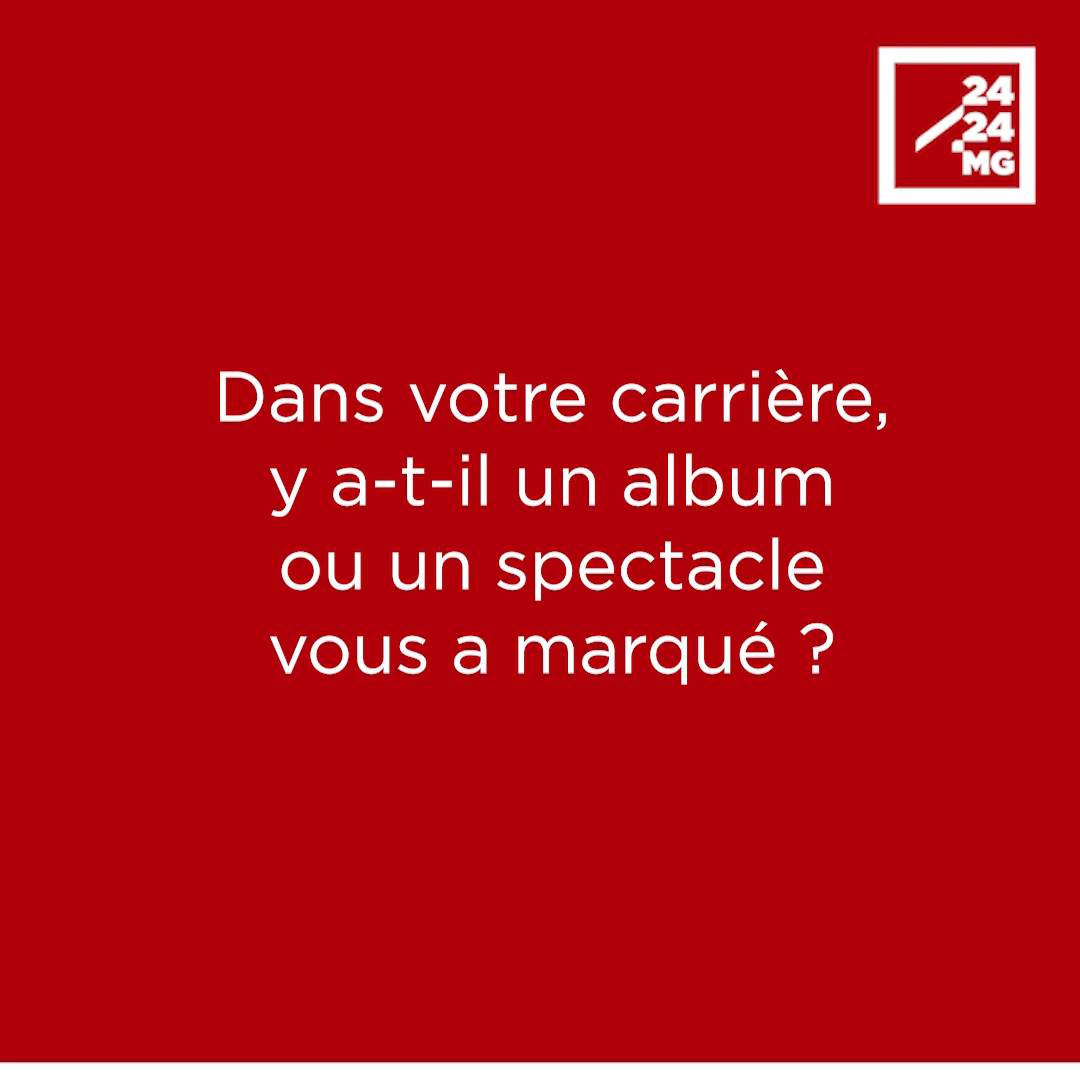 24
24
MG
Dans votre carrière,
y a-t-il un album
ou un spectacle
vous a marqué ?